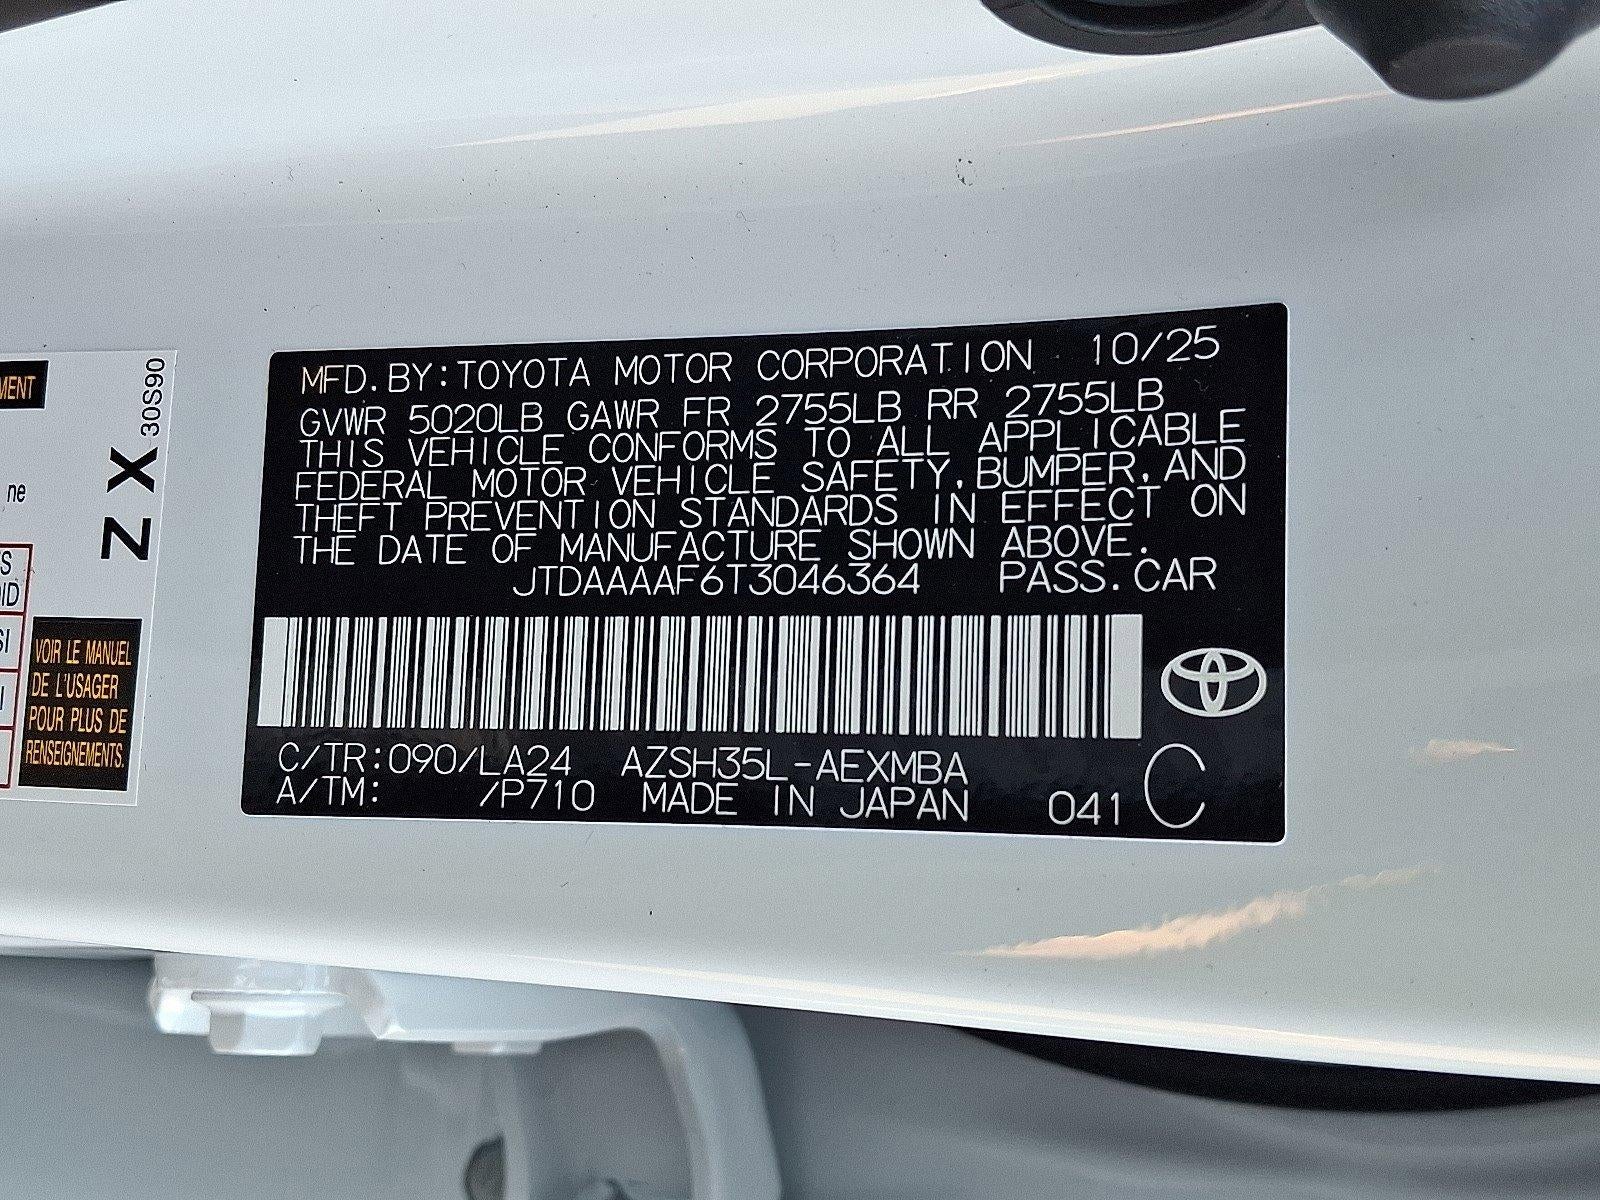 MENT
ne
Z X
30S90
VOIR LE MANUEL
DE L'USAGER
POUR PLUS DE
RENSEIGNEMENTS.
MFD. BY: TOYOTA MOTOR CORPORATION 10/25
GVWR 5020LB GAWR FR 2755LB RR 2755LB
THIS VEHICLE CONFORMS TO ALL APPLICABLE
FEDERAL MOTOR VEHICLE SAFETY, BUMPER, AND
THEFT PREVENTION STANDARDS IN EFFECT ON
THE DATE OF MANUFACTURE SHOWN ABOVE.
JTDAAAAF6T3046364 PASS. CAR
C/TR: 090/LA24 AZSH35L-AEXMBA
A/TM: /P710 MADE IN JAPAN 041 C